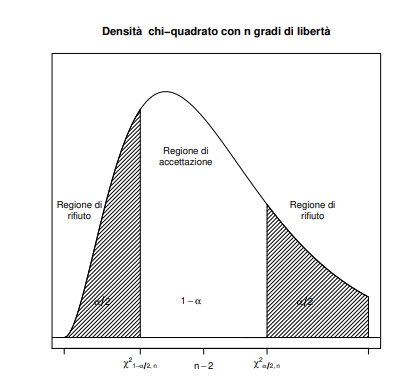 Densità chi−quadrato con n gradi di libertà
Regione di
accettazione
Regione di
rifiuto
Regione di
rifiuto
α/2
1 − α
α/2
χ²1−α/2, n
n − 2
χ²α/2, n